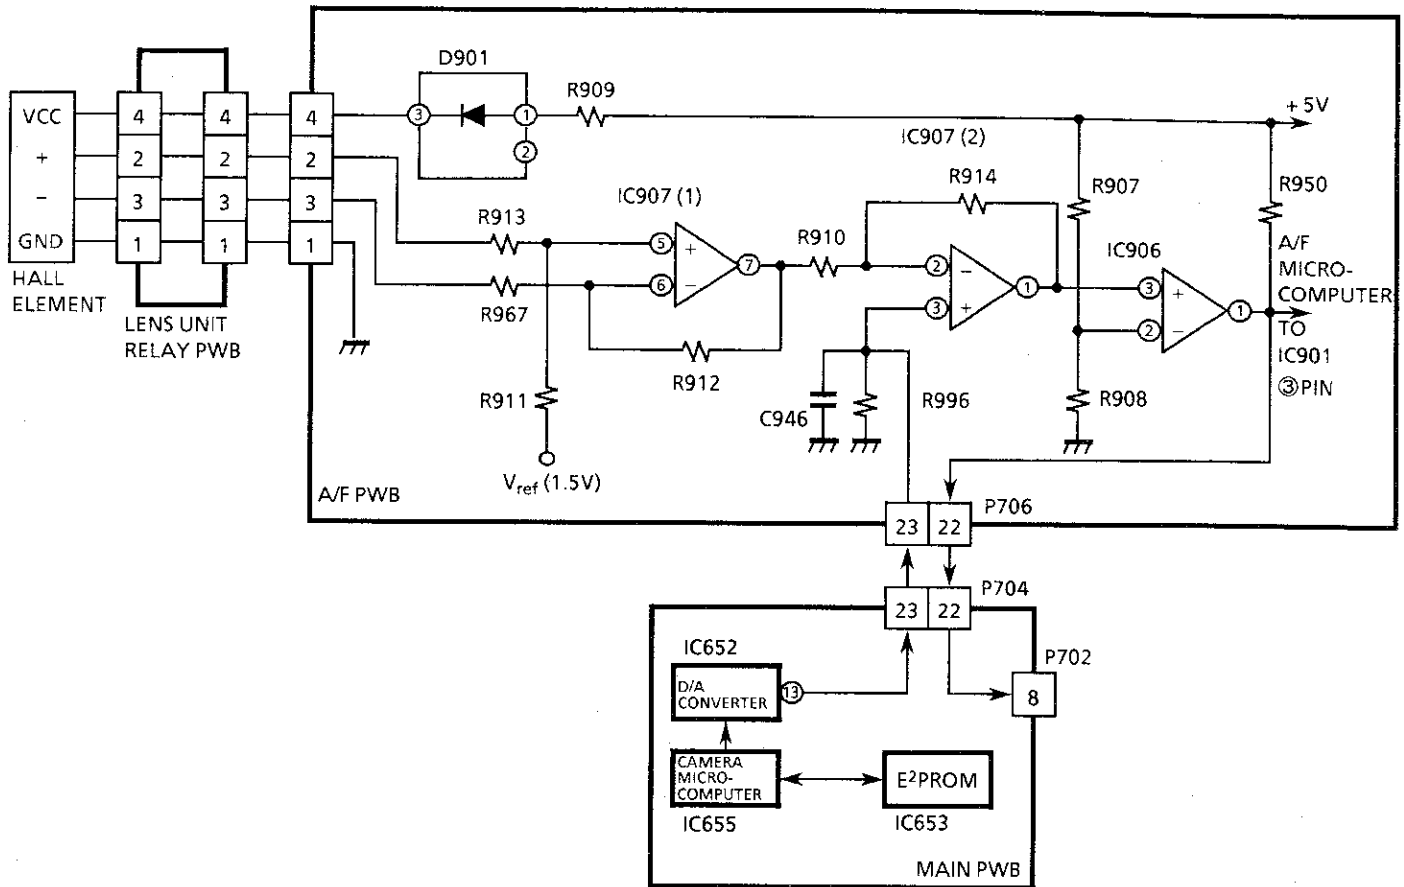 D901
R909
+5V
VCC
4
4
4
3
1
2
IC907 (2)
+
2
2
2
R914
R907
R950
−
3
3
3
IC907 (1)
GND
1
1
1
R913
5
+
7
R910
2
−
1
IC906
A/F
MICRO-
COMPUTER
HALL
ELEMENT
R967
6
−
3
+
3
+
1
2
−
TO
IC901
③PIN
LENS UNIT
RELAY PWB
R912
R911
C946
R996
R908
Vref (1.5V)
A/F PWB
23
22
P706
23
22
P704
IC652
D/A
CONVERTER
13
P702
8
CAMERA
MICRO-
COMPUTER
E²PROM
IC655
IC653
MAIN PWB